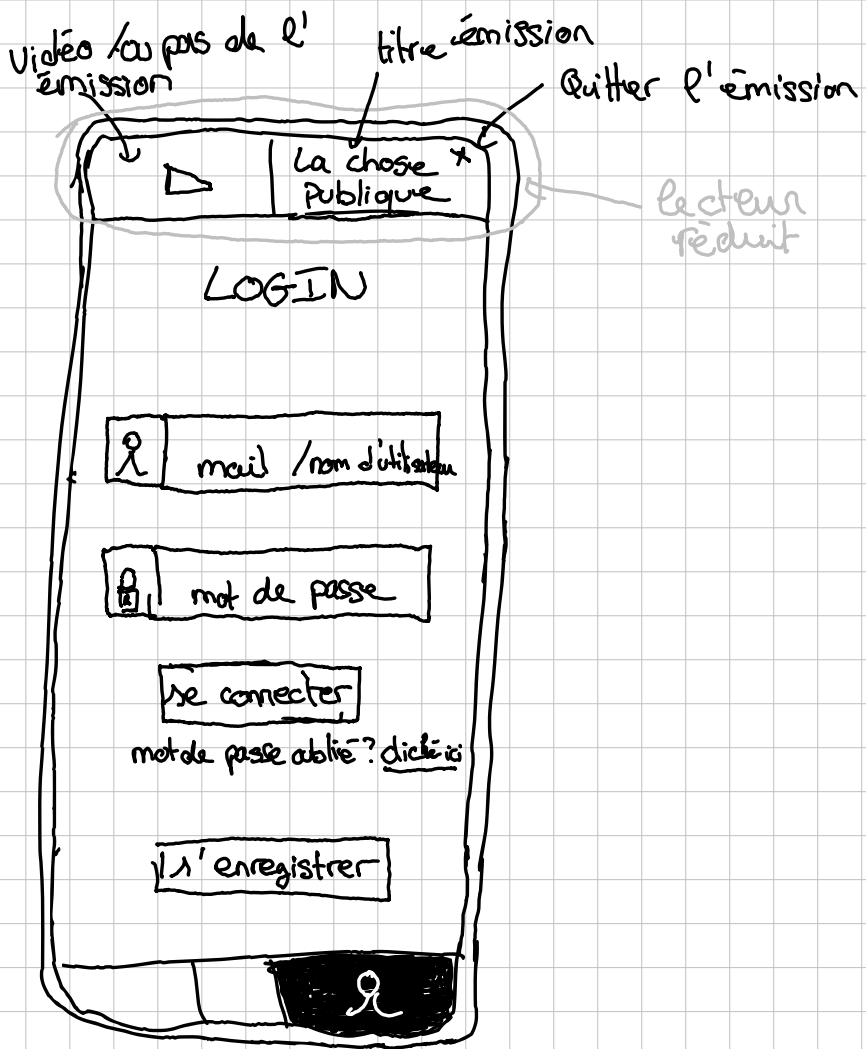 vidéo /ou pas de l'
émission
titre émission
Quitter l'émission
La chose
Publique
x
lecteur
réduit
LOGIN
mail /nom d'utilisateur
mot de passe
se connecter
mot de passe oublié ? clické ici
s'enregistrer